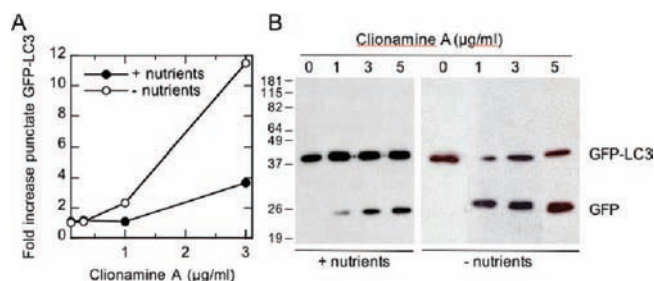 A
Fold increase punctate GFP-LC3
12
10
8
6
4
2
0
+ nutrients
- nutrients
1 2 3
Clionamine A (µg/ml)
B
Clionamine A (µg/ml)
0 1 3 5 0 1 3 5
181
115
82
64
49
37
26
19
GFP-LC3
GFP
+ nutrients
- nutrients